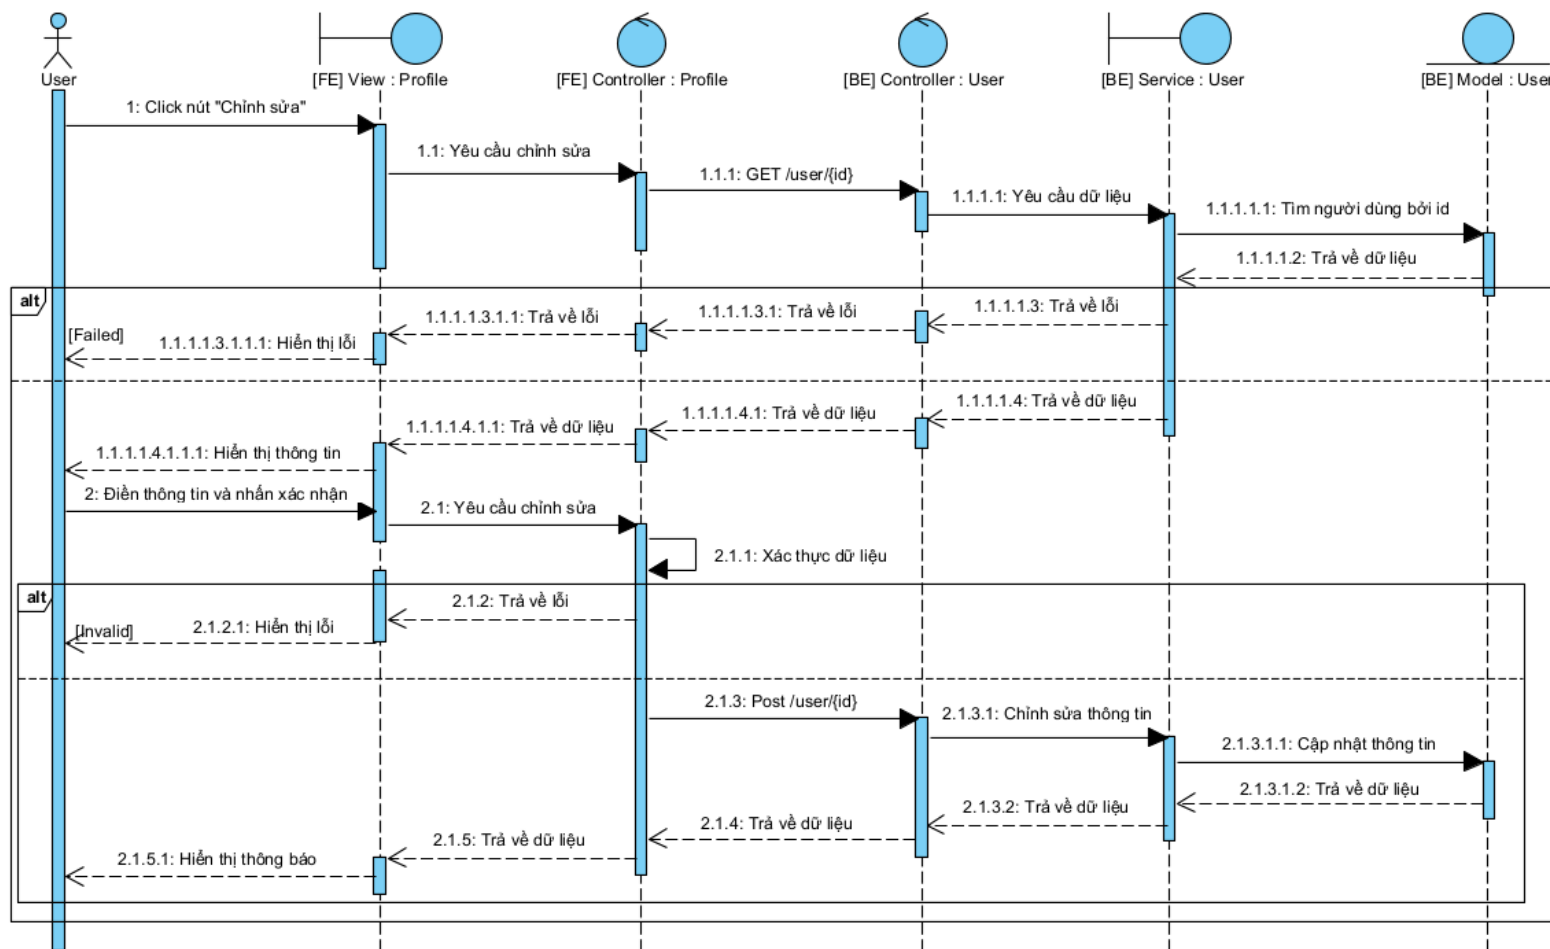 User
[FE] View : Profile
[FE] Controller : Profile
[BE] Controller : User
[BE] Service : User
[BE] Model : User
1: Click nút "Chỉnh sửa"
1.1: Yêu cầu chỉnh sửa
1.1.1: GET /user/{id}
1.1.1.1: Yêu cầu dữ liệu
1.1.1.1.1: Tìm người dùng bởi id
1.1.1.1.2: Trả về dữ liệu
alt
[Failed]
1.1.1.1.3: Trả về lỗi
1.1.1.1.3.1: Trả về lỗi
1.1.1.1.3.1.1: Trả về lỗi
1.1.1.1.3.1.1.1: Hiển thị lỗi
1.1.1.1.4: Trả về dữ liệu
1.1.1.1.4.1: Trả về dữ liệu
1.1.1.1.4.1.1: Trả về dữ liệu
1.1.1.1.4.1.1.1: Hiển thị thông tin
2: Điền thông tin và nhấn xác nhận
2.1: Yêu cầu chỉnh sửa
2.1.1: Xác thực dữ liệu
alt
[Invalid]
2.1.2: Trả về lỗi
2.1.2.1: Hiển thị lỗi
2.1.3: Post /user/{id}
2.1.3.1: Chỉnh sửa thông tin
2.1.3.1.1: Cập nhật thông tin
2.1.3.1.2: Trả về dữ liệu
2.1.3.2: Trả về dữ liệu
2.1.4: Trả về dữ liệu
2.1.5: Trả về dữ liệu
2.1.5.1: Hiển thị thông báo